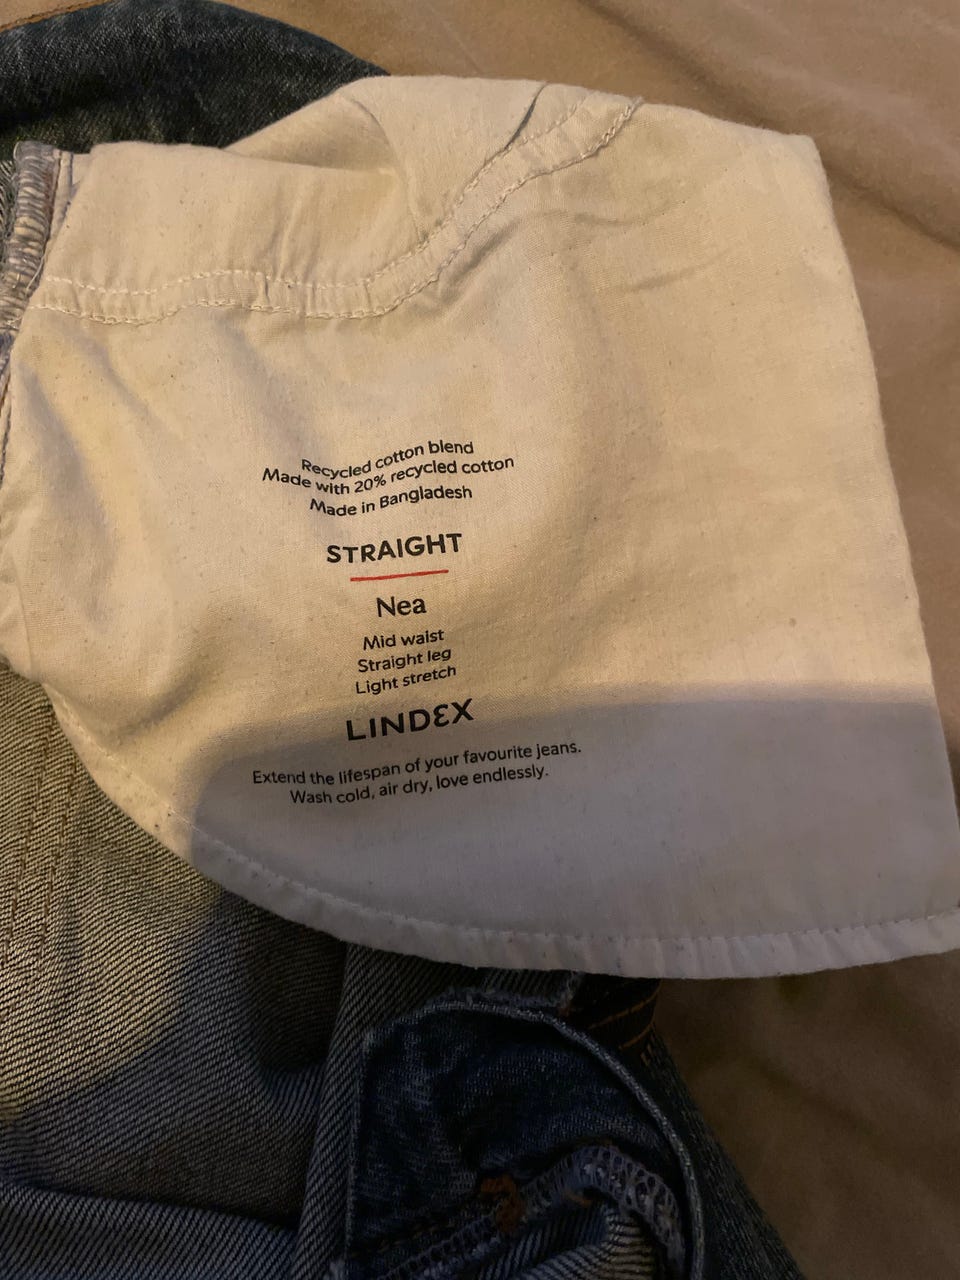 Recycled cotton blend
Made with 20% recycled cotton
Made in Bangladesh
STRAIGHT
Nea
Mid waist
Straight leg
Light stretch
LINDEX
Extend the lifespan of your favourite jeans.
Wash cold, air dry, love endlessly.